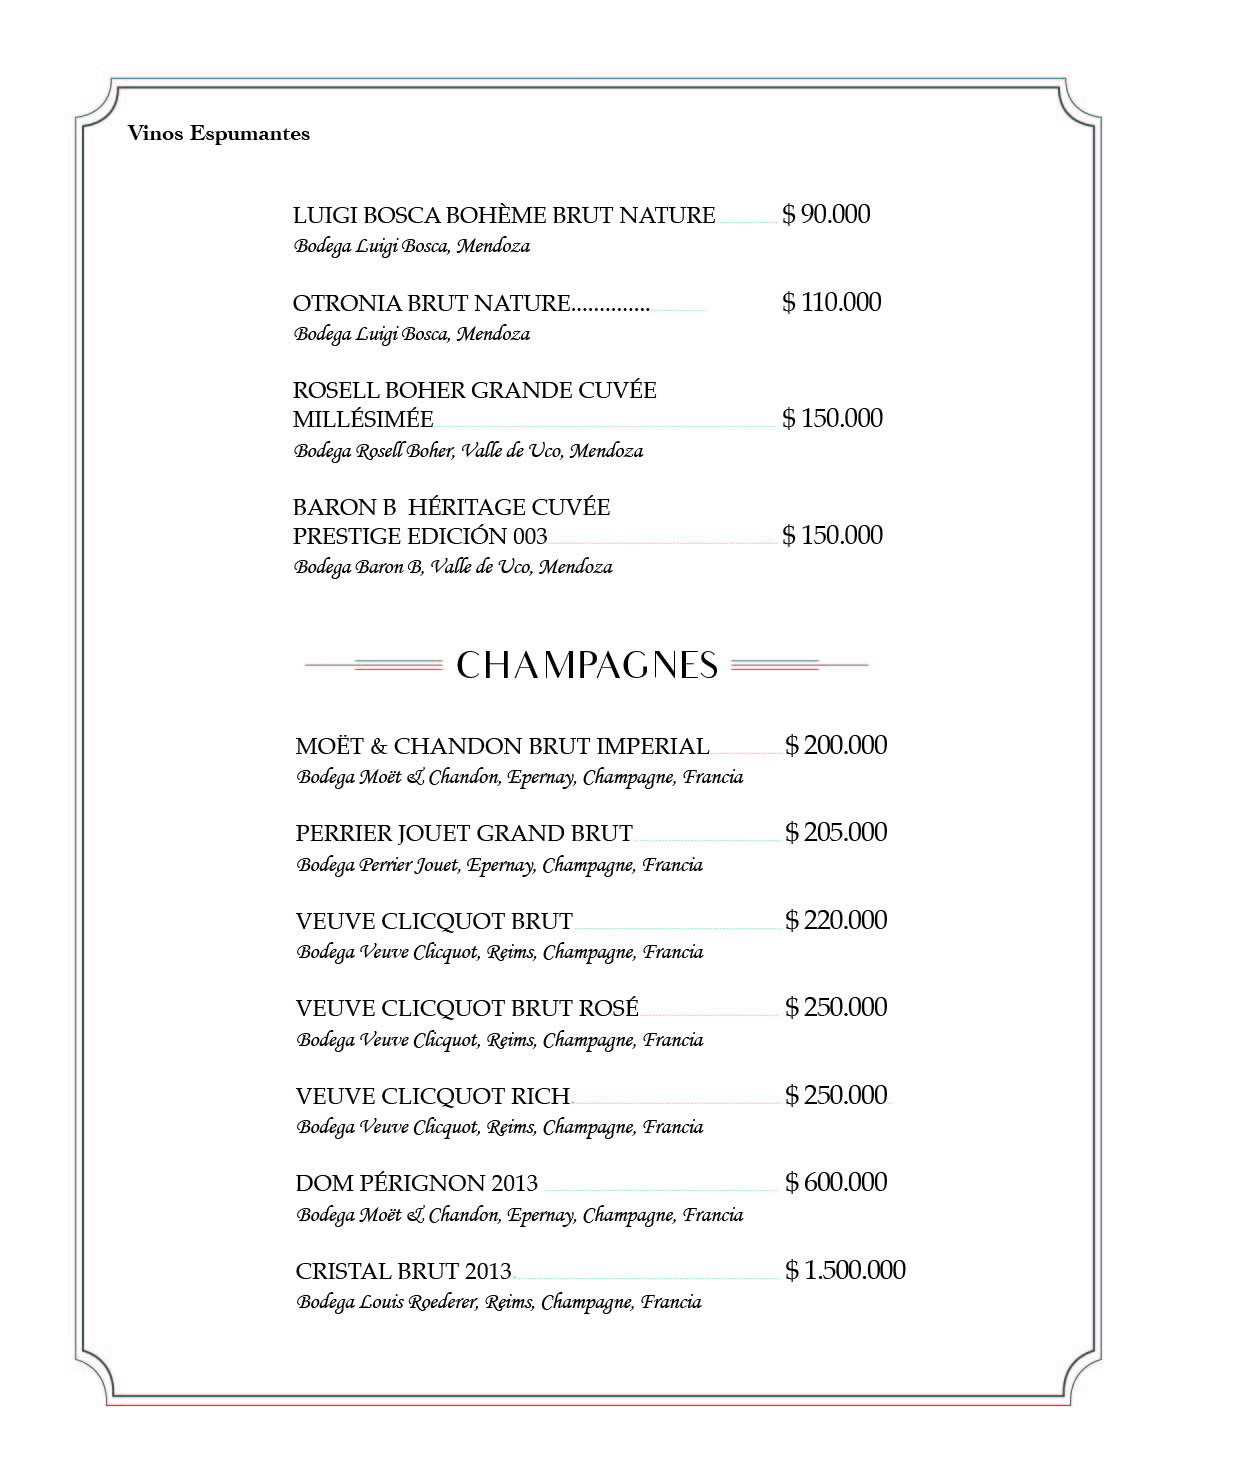 Vinos Espumantes
LUIGI BOSCA BOHÈME BRUT NATURE $ 90.000
Bodega Luigi Bosca, Mendoza
OTRONIA BRUT NATURE.............. $ 110.000
Bodega Luigi Bosca, Mendoza
ROSELL BOHER GRANDE CUVÉE
MILLÉSIMÉE $ 150.000
Bodega Rosell Boher, Valle de Uco, Mendoza
BARON B HÉRITAGE CUVÉE
PRESTIGE EDICIÓN 003 $ 150.000
Bodega Baron B, Valle de Uco, Mendoza
CHAMPAGNES
MOËT & CHANDON BRUT IMPERIAL $ 200.000
Bodega Moët & Chandon, Epernay, Champagne, Francia
PERRIER JOUET GRAND BRUT $ 205.000
Bodega Perrier Jouet, Epernay, Champagne, Francia
VEUVE CLICQUOT BRUT $ 220.000
Bodega Veuve Clicquot, Reims, Champagne, Francia
VEUVE CLICQUOT BRUT ROSÉ $ 250.000
Bodega Veuve Clicquot, Reims, Champagne, Francia
VEUVE CLICQUOT RICH $ 250.000
Bodega Veuve Clicquot, Reims, Champagne, Francia
DOM PÉRIGNON 2013 $ 600.000
Bodega Moët & Chandon, Epernay, Champagne, Francia
CRISTAL BRUT 2013 $ 1.500.000
Bodega Louis Roederer, Reims, Champagne, Francia